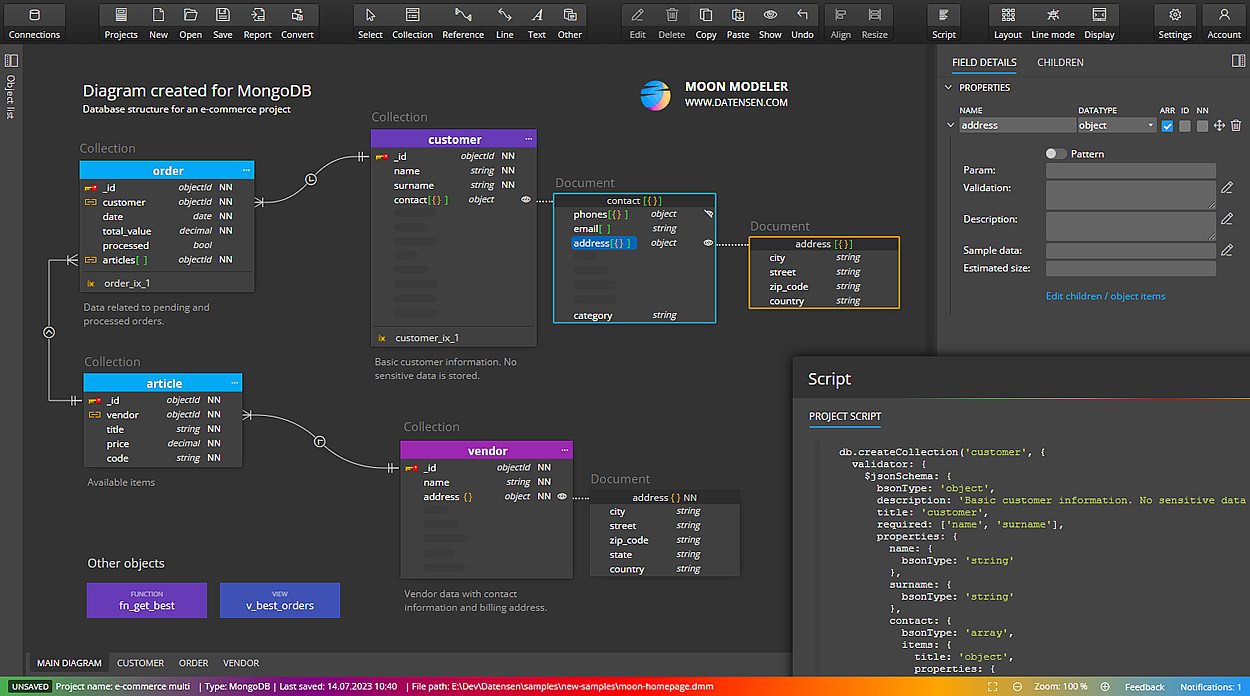 Connections Projects New Open Save Report Convert Select Collection Reference Line Text Other Edit Delete Copy Paste Show Undo Align Resize Script Layout Line mode Display Settings Account
Object list
Diagram created for MongoDB
Database structure for an e-commerce project
MOON MODELER
WWW.DATENSEN.COM
Collection
order ...
_id objectId NN
customer objectId NN
date date NN
total_value decimal NN
processed bool
articles[ ] objectId NN
ix order_ix_1
Data related to pending and
processed orders.
Collection
customer ...
_id objectId NN
name string NN
surname string NN
contact[{} ] object
ix customer_ix_1
Basic customer information. No
sensitive data is stored.
Document
contact [{}]
phones[{} ] object
email[ ] string
address[{} ] object
category string
Document
address [{}]
city string
street string
zip_code string
country string
Collection
article ...
_id objectId NN
vendor objectId NN
title string NN
price decimal NN
code string NN
Available items
Collection
vendor ...
_id objectId NN
name string NN
address {} object NN
Vendor data with contact
information and billing address.
Document
address {} NN
city string
street string
zip_code string
state string
country string
Other objects
FUNCTION
fn_get_best
VIEW
v_best_orders
FIELD DETAILS CHILDREN
PROPERTIES
NAME DATATYPE ARR ID NN
address object
Pattern
Param:
Validation:
Description:
Sample data:
Estimated size:
Edit children / object items
Script
PROJECT SCRIPT
db.createCollection('customer', {
validator: {
$jsonSchema: {
bsonType: 'object',
description: 'Basic customer information. No sensitive data
title: 'customer',
required: ['name', 'surname'],
properties: {
name: {
bsonType: 'string'
},
surname: {
bsonType: 'string'
},
contact: {
bsonType: 'array',
items: {
title: 'object',
properties: {
MAIN DIAGRAM CUSTOMER ORDER VENDOR
UNSAVED Project name: e-commerce multi | Type: MongoDB | Last saved: 14.07.2023 10:40 | File path: E:\Dev\Datensen\samples\new-samples\moon-homepage.dmm Zoom: 100 % Feedback Notifications: 1